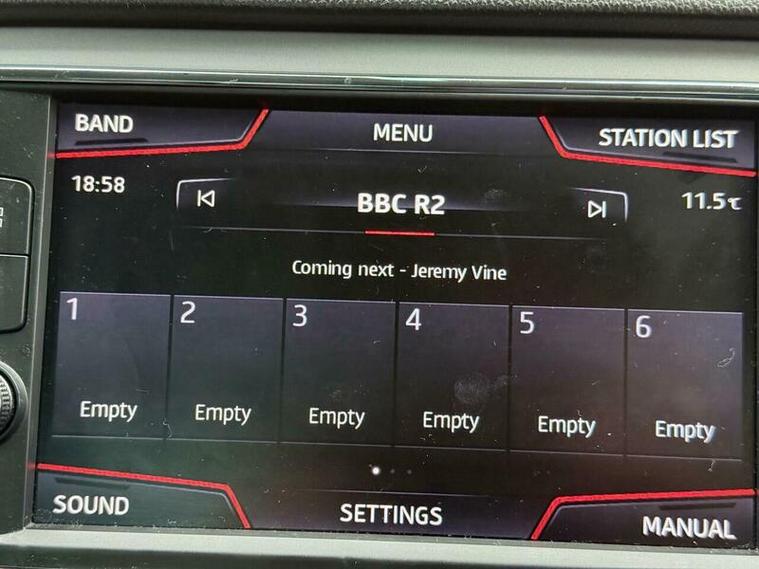 BAND
MENU
STATION LIST
18:58
BBC R2
11.5℃
Coming next - Jeremy Vine
1
2
3
4
5
6
Empty
Empty
Empty
Empty
Empty
Empty
SOUND
SETTINGS
MANUAL